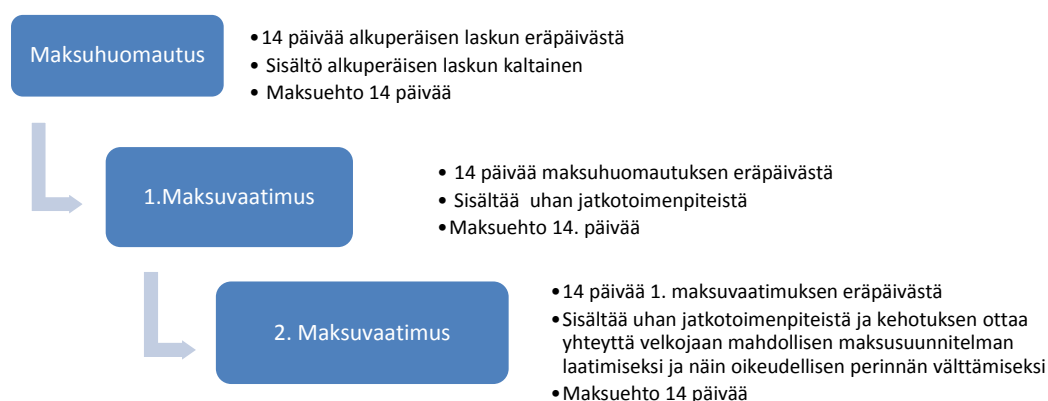 Maksuhuomautus
•14 päivää alkuperäisen laskun eräpäivästä
• Sisältö alkuperäisen laskun kaltainen
• Maksuehto 14 päivää
1.Maksuvaatimus
• 14 päivää maksuhuomautuksen eräpäivästä
• Sisältää uhan jatkotoimenpiteistä
•Maksuehto 14. päivää
2. Maksuvaatimus
•14 päivää 1. maksuvaatimuksen eräpäivästä
•Sisältää uhan jatkotoimenpiteistä ja kehotuksen ottaa
yhteyttä velkojaan mahdollisen maksusuunnitelman
laatimiseksi ja näin oikeudellisen perinnän välttämiseksi
•Maksuehto 14 päivää